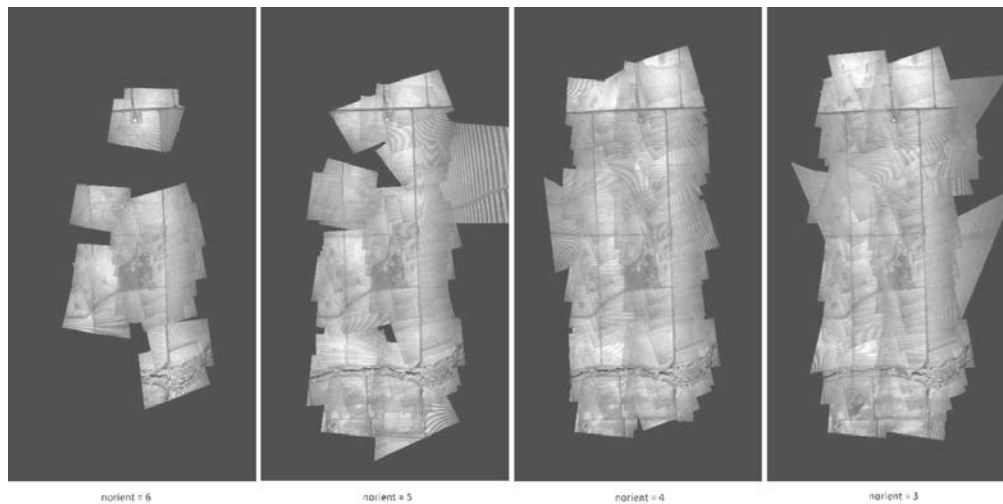 norient = 6
norient = 5
norient = 4
norient = 3